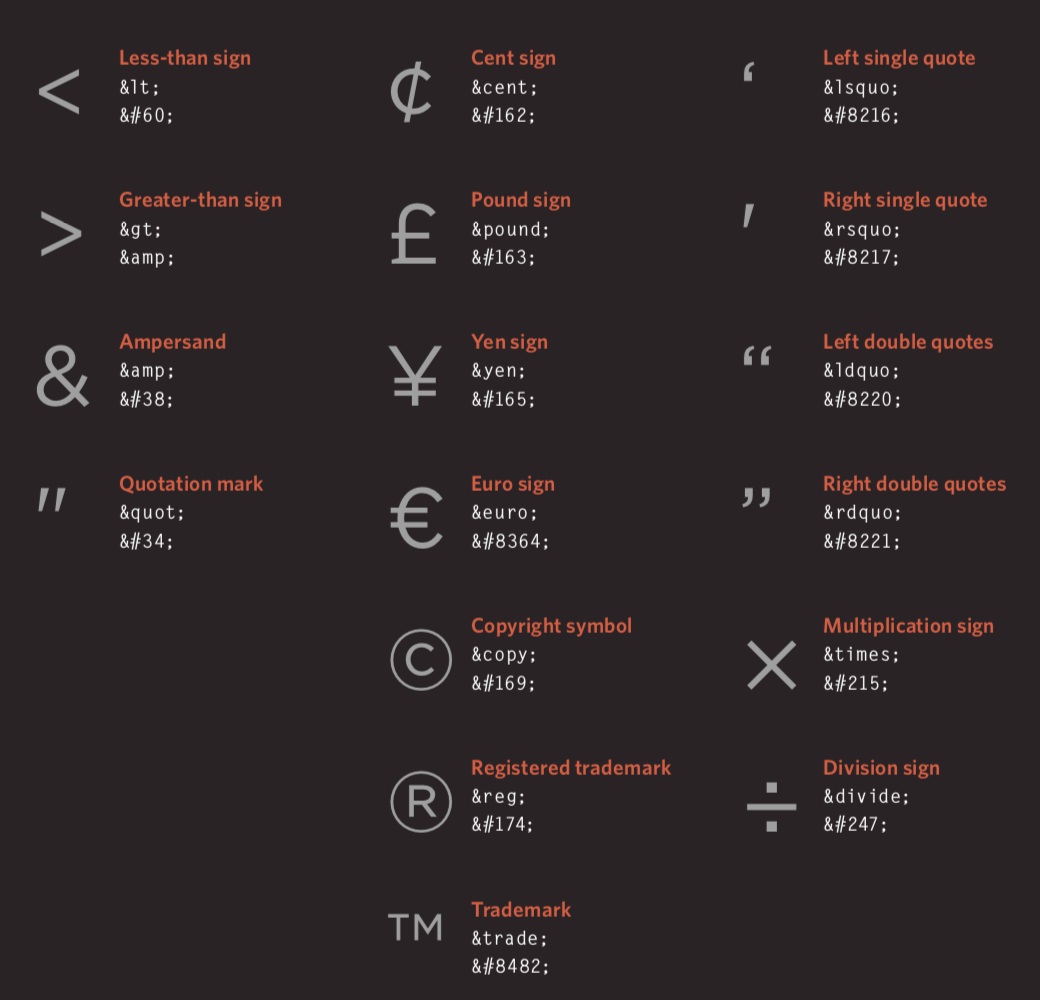 <
Less-than sign
&lt;
&#60;
>
Greater-than sign
&gt;
&amp;
&
Ampersand
&amp;
&#38;
"
Quotation mark
&quot;
&#34;
¢
Cent sign
&cent;
&#162;
£
Pound sign
&pound;
&#163;
¥
Yen sign
&yen;
&#165;
€
Euro sign
&euro;
&#8364;
©
Copyright symbol
&copy;
&#169;
®
Registered trademark
&reg;
&#174;
™
Trademark
&trade;
&#8482;
‘
Left single quote
&lsquo;
&#8216;
'
Right single quote
&rsquo;
&#8217;
“
Left double quotes
&ldquo;
&#8220;
”
Right double quotes
&rdquo;
&#8221;
×
Multiplication sign
&times;
&#215;
÷
Division sign
&divide;
&#247;